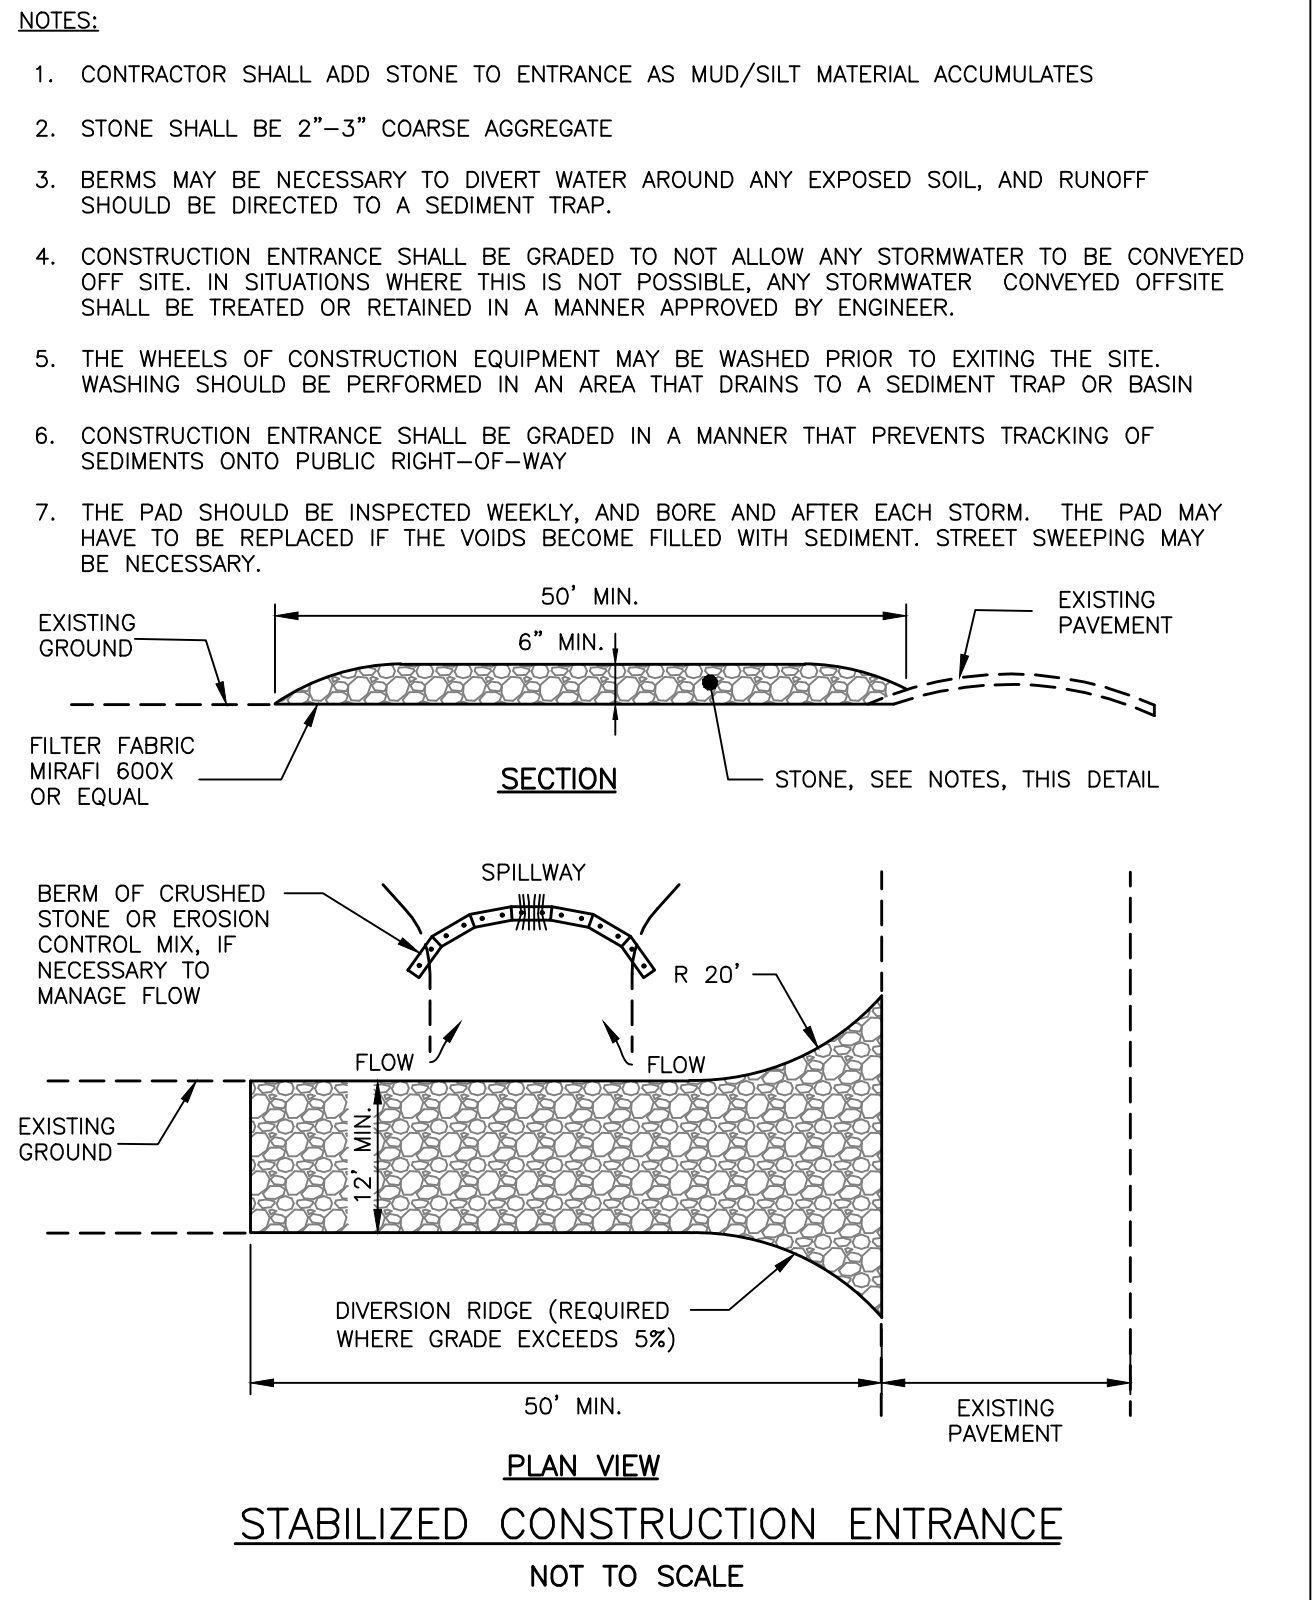 NOTES:
1. CONTRACTOR SHALL ADD STONE TO ENTRANCE AS MUD/SILT MATERIAL ACCUMULATES
2. STONE SHALL BE 2"-3" COARSE AGGREGATE
3. BERMS MAY BE NECESSARY TO DIVERT WATER AROUND ANY EXPOSED SOIL, AND RUNOFF
SHOULD BE DIRECTED TO A SEDIMENT TRAP.
4. CONSTRUCTION ENTRANCE SHALL BE GRADED TO NOT ALLOW ANY STORMWATER TO BE CONVEYED
OFF SITE. IN SITUATIONS WHERE THIS IS NOT POSSIBLE, ANY STORMWATER CONVEYED OFFSITE
SHALL BE TREATED OR RETAINED IN A MANNER APPROVED BY ENGINEER.
5. THE WHEELS OF CONSTRUCTION EQUIPMENT MAY BE WASHED PRIOR TO EXITING THE SITE.
WASHING SHOULD BE PERFORMED IN AN AREA THAT DRAINS TO A SEDIMENT TRAP OR BASIN
6. CONSTRUCTION ENTRANCE SHALL BE GRADED IN A MANNER THAT PREVENTS TRACKING OF
SEDIMENTS ONTO PUBLIC RIGHT-OF-WAY
7. THE PAD SHOULD BE INSPECTED WEEKLY, AND BORE AND AFTER EACH STORM. THE PAD MAY
HAVE TO BE REPLACED IF THE VOIDS BECOME FILLED WITH SEDIMENT. STREET SWEEPING MAY
BE NECESSARY.
50' MIN.
EXISTING
GROUND
6" MIN.
EXISTING
PAVEMENT
FILTER FABRIC
MIRAFI 600X
OR EQUAL
SECTION
STONE, SEE NOTES, THIS DETAIL
SPILLWAY
BERM OF CRUSHED
STONE OR EROSION
CONTROL MIX, IF
NECESSARY TO
MANAGE FLOW
R 20'
FLOW
FLOW
EXISTING
GROUND
12' MIN.
DIVERSION RIDGE (REQUIRED
WHERE GRADE EXCEEDS 5%)
50' MIN.
EXISTING
PAVEMENT
PLAN VIEW
STABILIZED CONSTRUCTION ENTRANCE
NOT TO SCALE